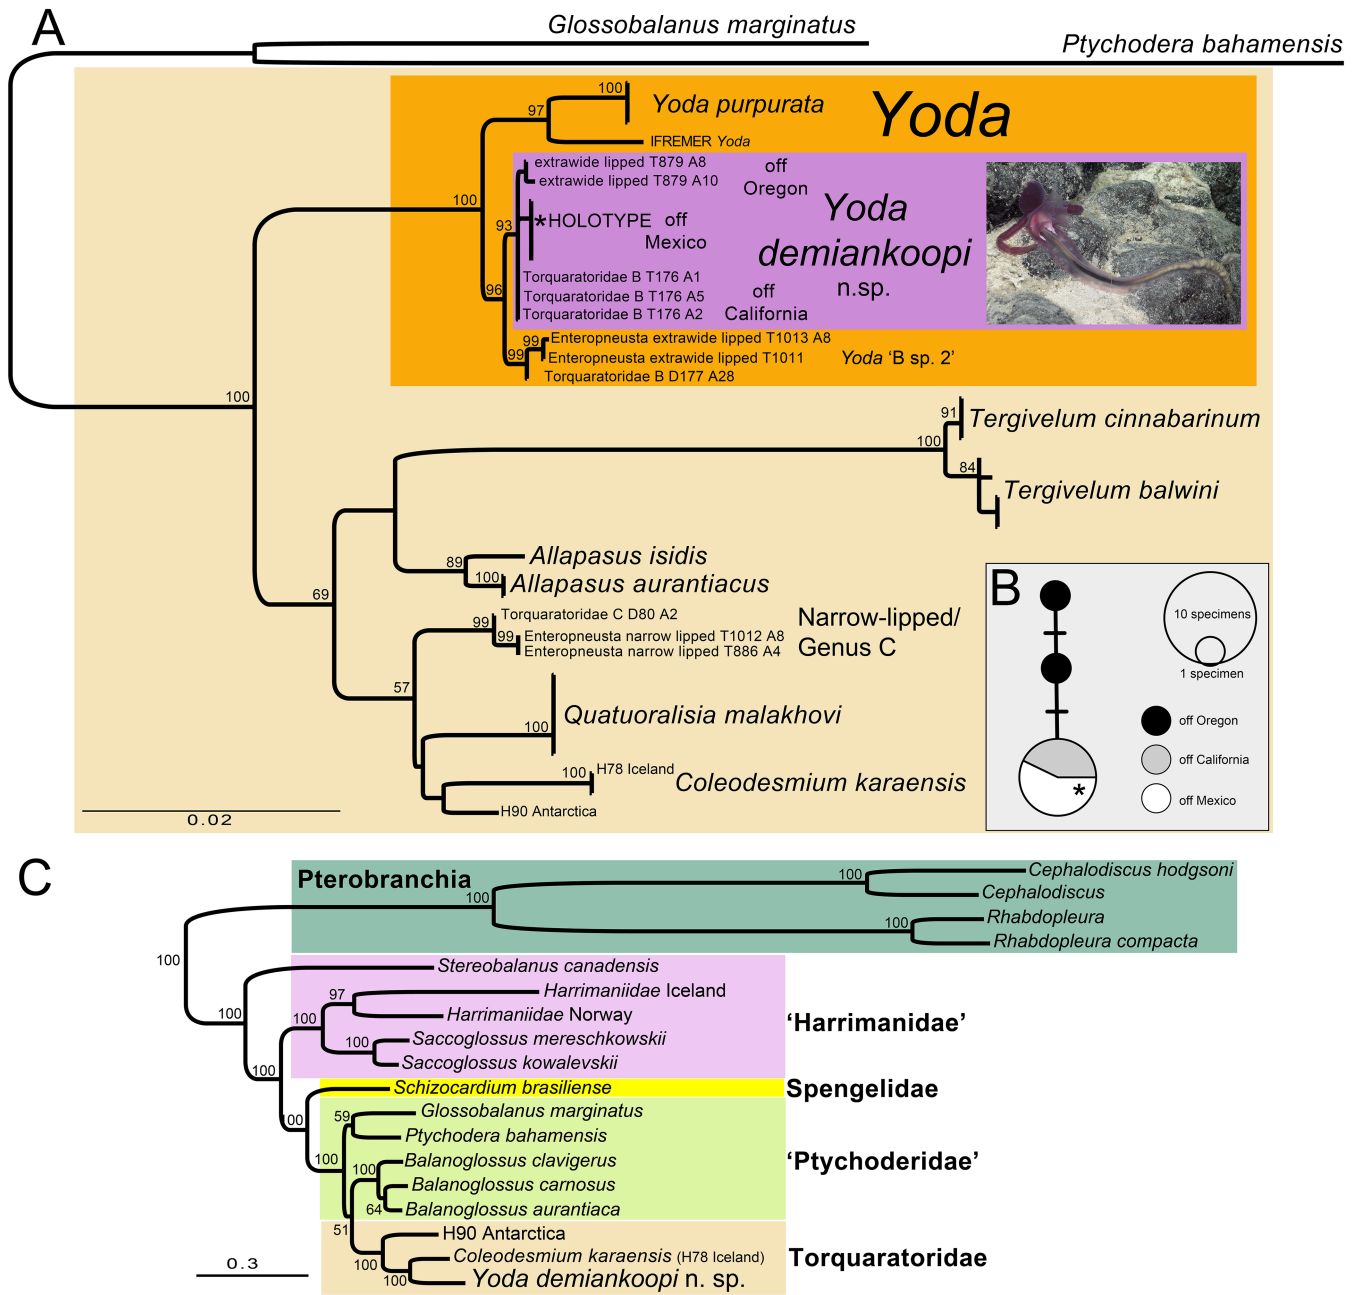 A
Glossobalanus marginatus
Ptychodera bahamensis
100
Yoda purpurata
Yoda
97
IFREMER Yoda
extrawide lipped T879 A8
off
extrawide lipped T879 A10
Oregon
100
Yoda
93
*HOLOTYPE off
Mexico
demiankoopi
Torquaratoridae B T176 A1
n.sp.
96
Torquaratoridae B T176 A5
off
Torquaratoridae B T176 A2
California
99
Enteropneusta extrawide lipped T1013 A8
99
Enteropneusta extrawide lipped T1011
Yoda ‘B sp. 2’
Torquaratoridae B D177 A28
100
91
Tergivelum cinnabarinum
100
84
Tergivelum balwini
Allapasus isidis
89
100
Allapasus aurantiacus
69
Torquaratoridae C D80 A2
Narrow-lipped/
99
99
Enteropneusta narrow lipped T1012 A8
Genus C
Enteropneusta narrow lipped T886 A4
57
Quatuoralisia malakhovi
100
100
H78 Iceland
Coleodesmium karaensis
H90 Antarctica
0.02
B
10 specimens
1 specimen
off Oregon
off California
off Mexico
*
C
Pterobranchia
100
100
Cephalodiscus hodgsoni
Cephalodiscus
100
Rhabdopleura
Rhabdopleura compacta
100
Stereobalanus canadensis
97
Harrimaniidae Iceland
100
100
Harrimaniidae Norway
‘Harrimanidae’
100
Saccoglossus mereschkowskii
Saccoglossus kowalevskii
100
Schizocardium brasiliense
Spengelidae
100
59
Glossobalanus marginatus
Ptychodera bahamensis
100
100
Balanoglossus clavigerus
‘Ptychoderidae’
Balanoglossus carnosus
64
Balanoglossus aurantiaca
51
H90 Antarctica
100
Coleodesmium karaensis (H78 Iceland)
Torquaratoridae
100
Yoda demiankoopi n. sp.
0.3